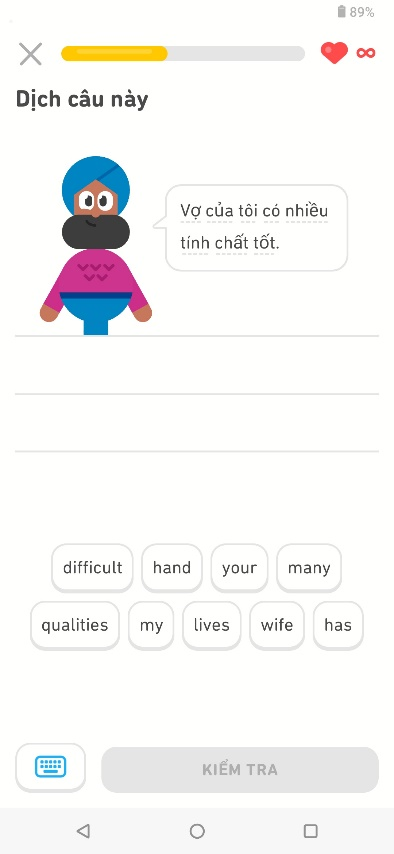 89%
Dịch câu này
Vợ của tôi có nhiều
tính chất tốt.
difficult hand your many
qualities my lives wife has
KIỂM TRA